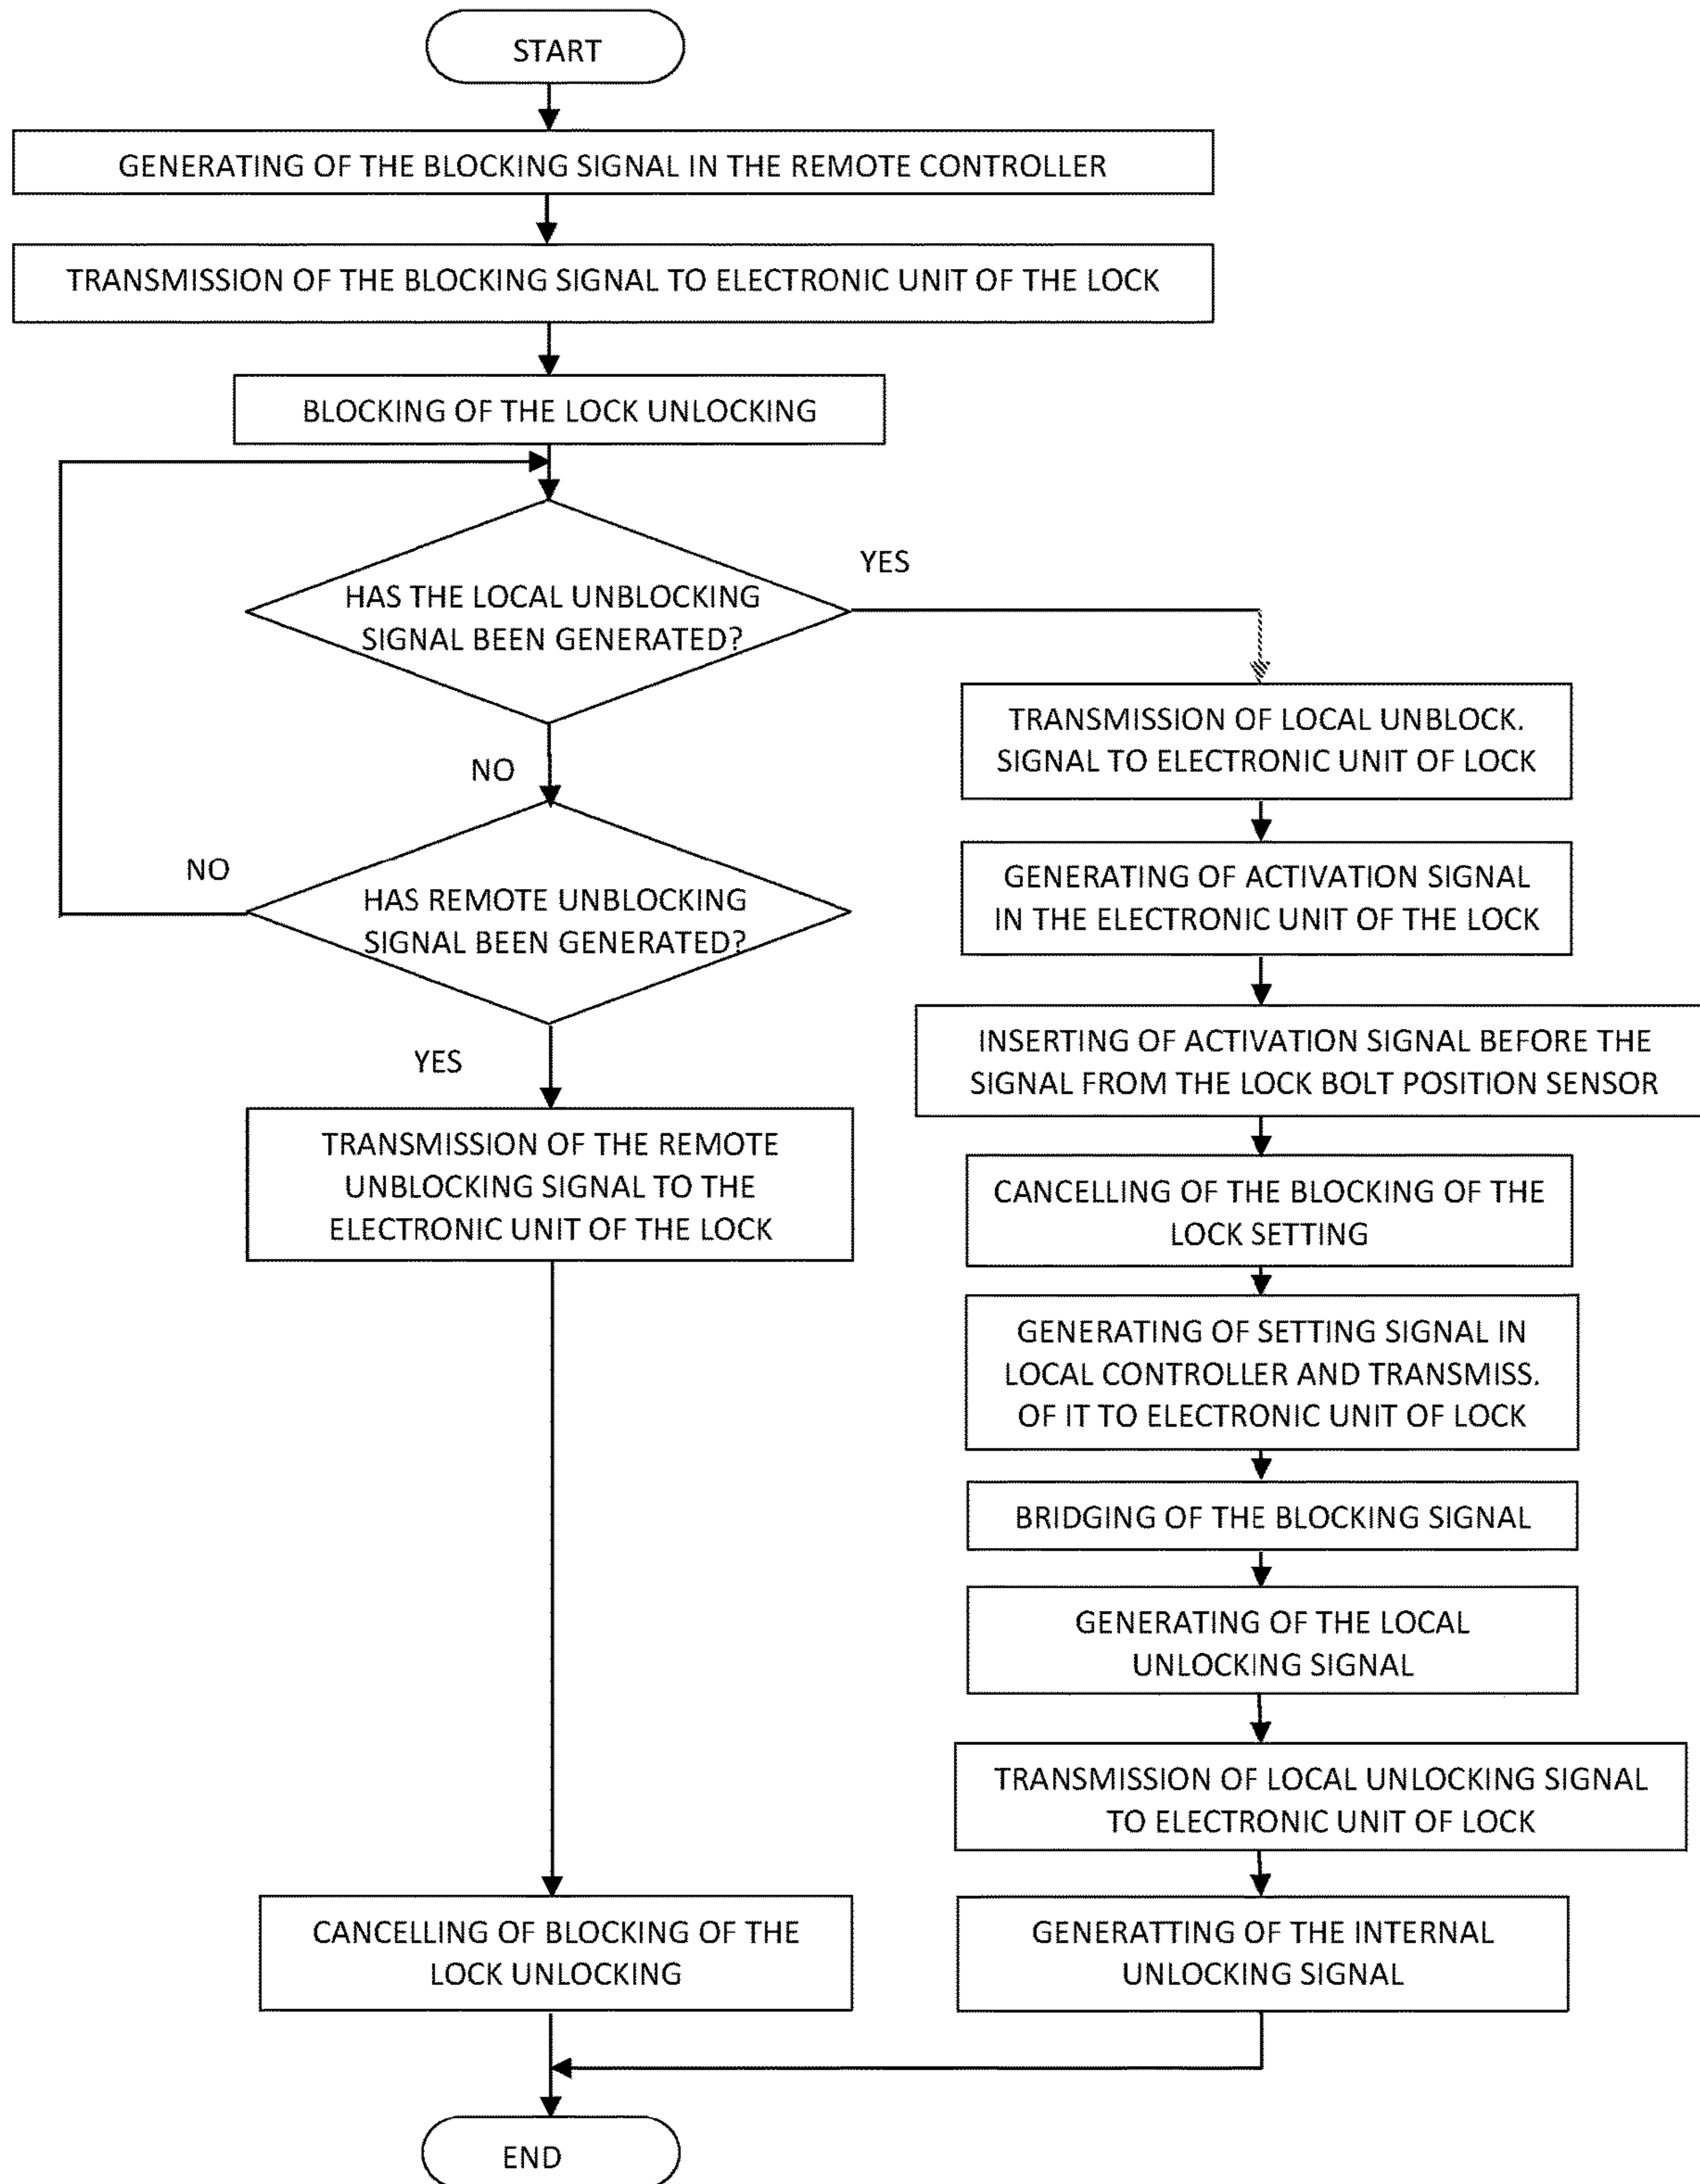 START
GENERATING OF THE BLOCKING SIGNAL IN THE REMOTE CONTROLLER
TRANSMISSION OF THE BLOCKING SIGNAL TO ELECTRONIC UNIT OF THE LOCK
BLOCKING OF THE LOCK UNLOCKING
HAS THE LOCAL UNBLOCKING
SIGNAL BEEN GENERATED?
YES
NO
HAS REMOTE UNBLOCKING
SIGNAL BEEN GENERATED?
NO
YES
TRANSMISSION OF THE REMOTE
UNBLOCKING SIGNAL TO THE
ELECTRONIC UNIT OF THE LOCK
CANCELLING OF BLOCKING OF THE
LOCK UNLOCKING
TRANSMISSION OF LOCAL UNBLOCK.
SIGNAL TO ELECTRONIC UNIT OF LOCK
GENERATING OF ACTIVATION SIGNAL
IN THE ELECTRONIC UNIT OF THE LOCK
INSERTING OF ACTIVATION SIGNAL BEFORE THE
SIGNAL FROM THE LOCK BOLT POSITION SENSOR
CANCELLING OF THE BLOCKING OF THE
LOCK SETTING
GENERATING OF SETTING SIGNAL IN
LOCAL CONTROLLER AND TRANSMISS.
OF IT TO ELECTRONIC UNIT OF LOCK
BRIDGING OF THE BLOCKING SIGNAL
GENERATING OF THE LOCAL
UNLOCKING SIGNAL
TRANSMISSION OF LOCAL UNLOCKING SIGNAL
TO ELECTRONIC UNIT OF LOCK
GENERATTING OF THE INTERNAL
UNLOCKING SIGNAL
END